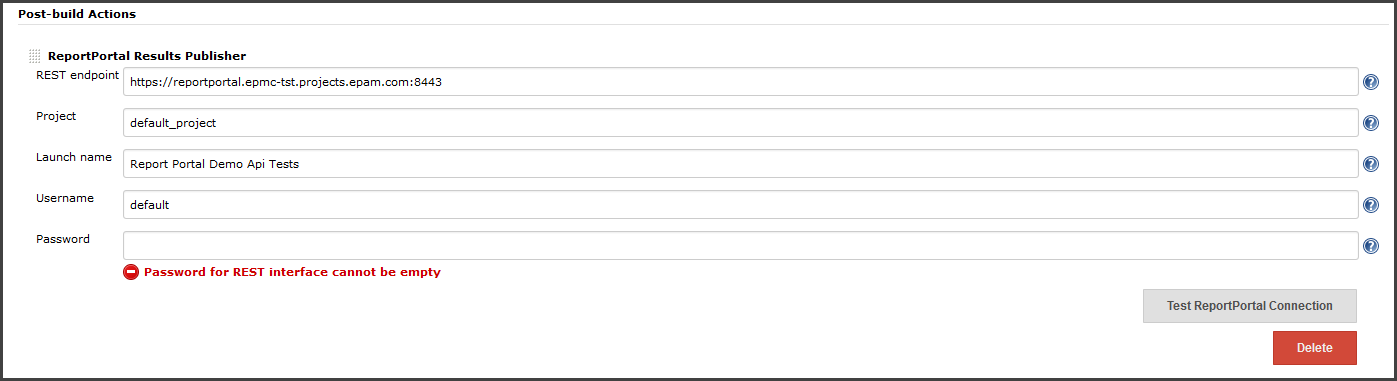 Post-build Actions
ReportPortal Results Publisher
REST endpoint https://reportportal.epmc-tst.projects.epam.com:8443
Project default_project
Launch name Report Portal Demo Api Tests
Username default
Password
Password for REST interface cannot be empty
Test ReportPortal Connection
Delete